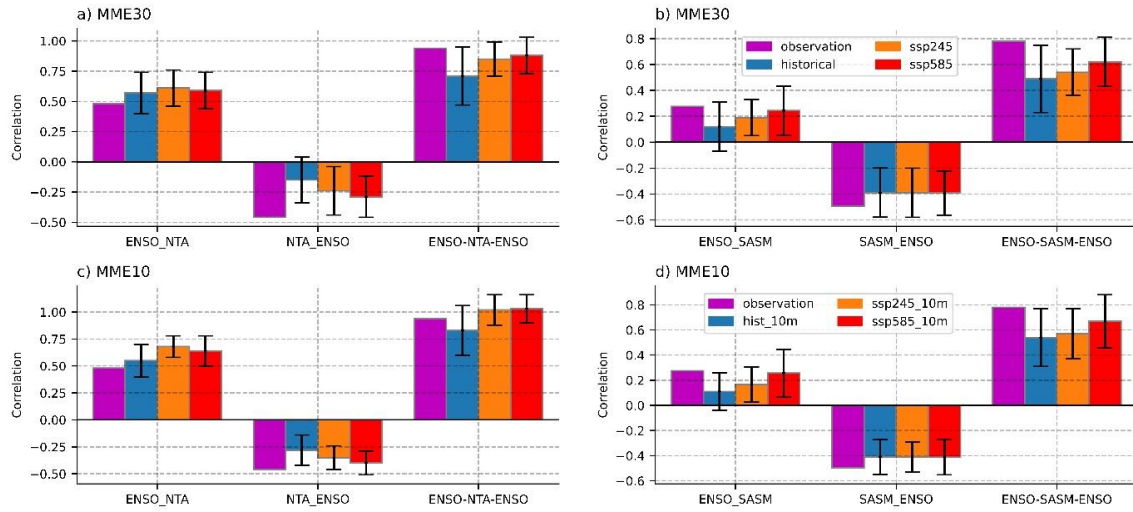 a) MME30
Correlation
1.00
0.75
0.50
0.25
0.00
−0.25
−0.50
ENSO_NTA
NTA_ENSO
ENSO-NTA-ENSO
b) MME30
observation
historical
ssp245
ssp585
Correlation
0.8
0.6
0.4
0.2
0.0
−0.2
−0.4
−0.6
ENSO_SASM
SASM_ENSO
ENSO-SASM-ENSO
c) MME10
Correlation
1.00
0.75
0.50
0.25
0.00
−0.25
−0.50
ENSO_NTA
NTA_ENSO
ENSO-NTA-ENSO
d) MME10
observation
hist_10m
ssp245_10m
ssp585_10m
Correlation
0.8
0.6
0.4
0.2
0.0
−0.2
−0.4
−0.6
ENSO_SASM
SASM_ENSO
ENSO-SASM-ENSO